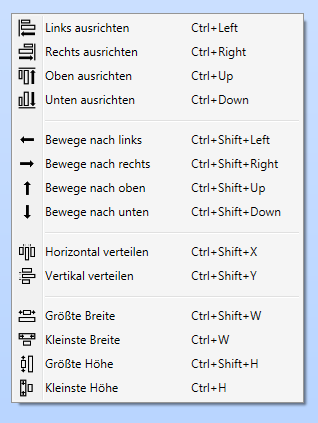 Links ausrichten Ctrl+Left
Rechts ausrichten Ctrl+Right
Oben ausrichten Ctrl+Up
Unten ausrichten Ctrl+Down
Bewege nach links Ctrl+Shift+Left
Bewege nach rechts Ctrl+Shift+Right
Bewege nach oben Ctrl+Shift+Up
Bewege nach unten Ctrl+Shift+Down
Horizontal verteilen Ctrl+Shift+X
Vertikal verteilen Ctrl+Shift+Y
Größte Breite Ctrl+Shift+W
Kleinste Breite Ctrl+W
Größte Höhe Ctrl+Shift+H
Kleinste Höhe Ctrl+H